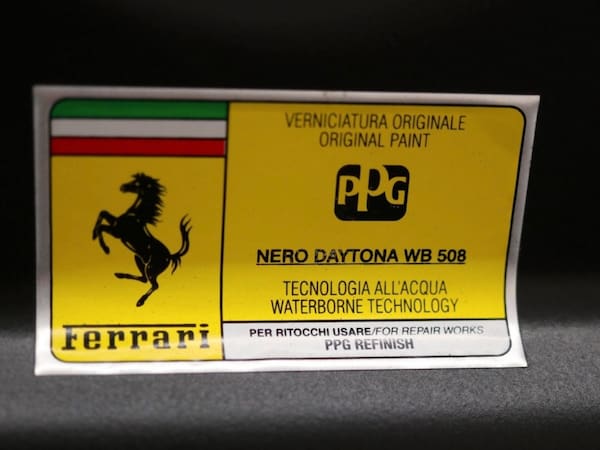 VERNICIATURA ORIGINALE
ORIGINAL PAINT
PPG
NERO DAYTONA WB 508
TECNOLOGIA ALL'ACQUA
WATERBORNE TECHNOLOGY
Ferrari
PER RITOCCHI USARE/FOR REPAIR WORKS
PPG REFINISH